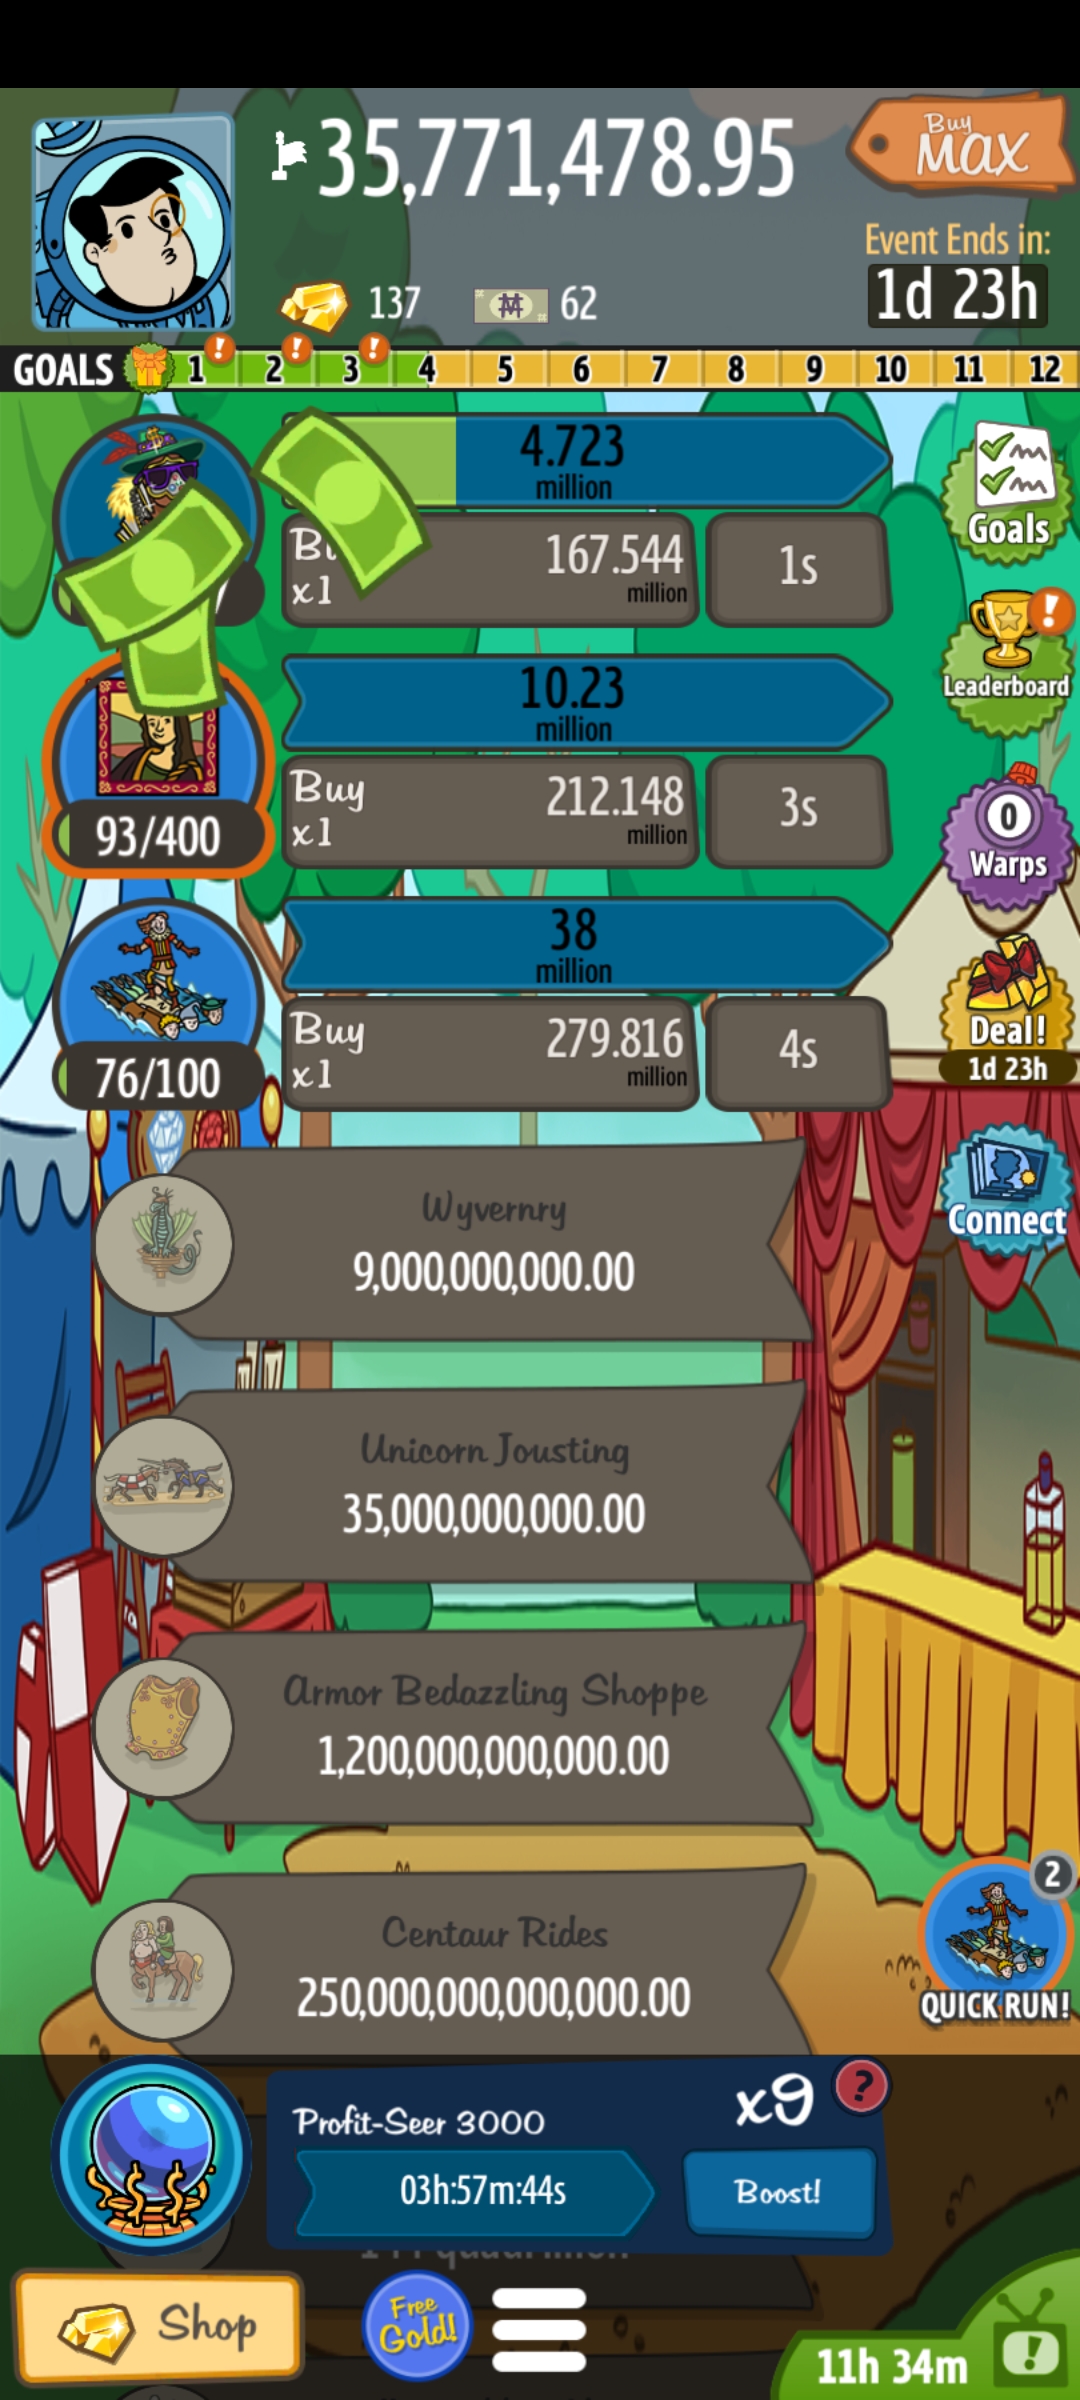 35,771,478.95
Buy
MAX
Event Ends in:
1d 23h
137
62
GOALS 1 ! 2 ! 3 ! 4 5 6 7 8 9 10 11 12
4.723
million
167.544
x1
million
1s
Goals
!
Leaderboard
10.23
million
Buy
x1
212.148
million
3s
93/400
0
Warps
38
million
Buy
x1
279.816
million
4s
76/100
Deal!
1d 23h
Connect
Wyvernry
9,000,000,000.00
Unicorn Jousting
35,000,000,000.00
Armor Bedazzling Shoppe
1,200,000,000,000.00
Centaur Rides
250,000,000,000,000.00
2
QUICK RUN!
Profit-Seer 3000
x9
?
03h:57m:44s
Boost!
Shop
Free
Gold!
11h 34m
!